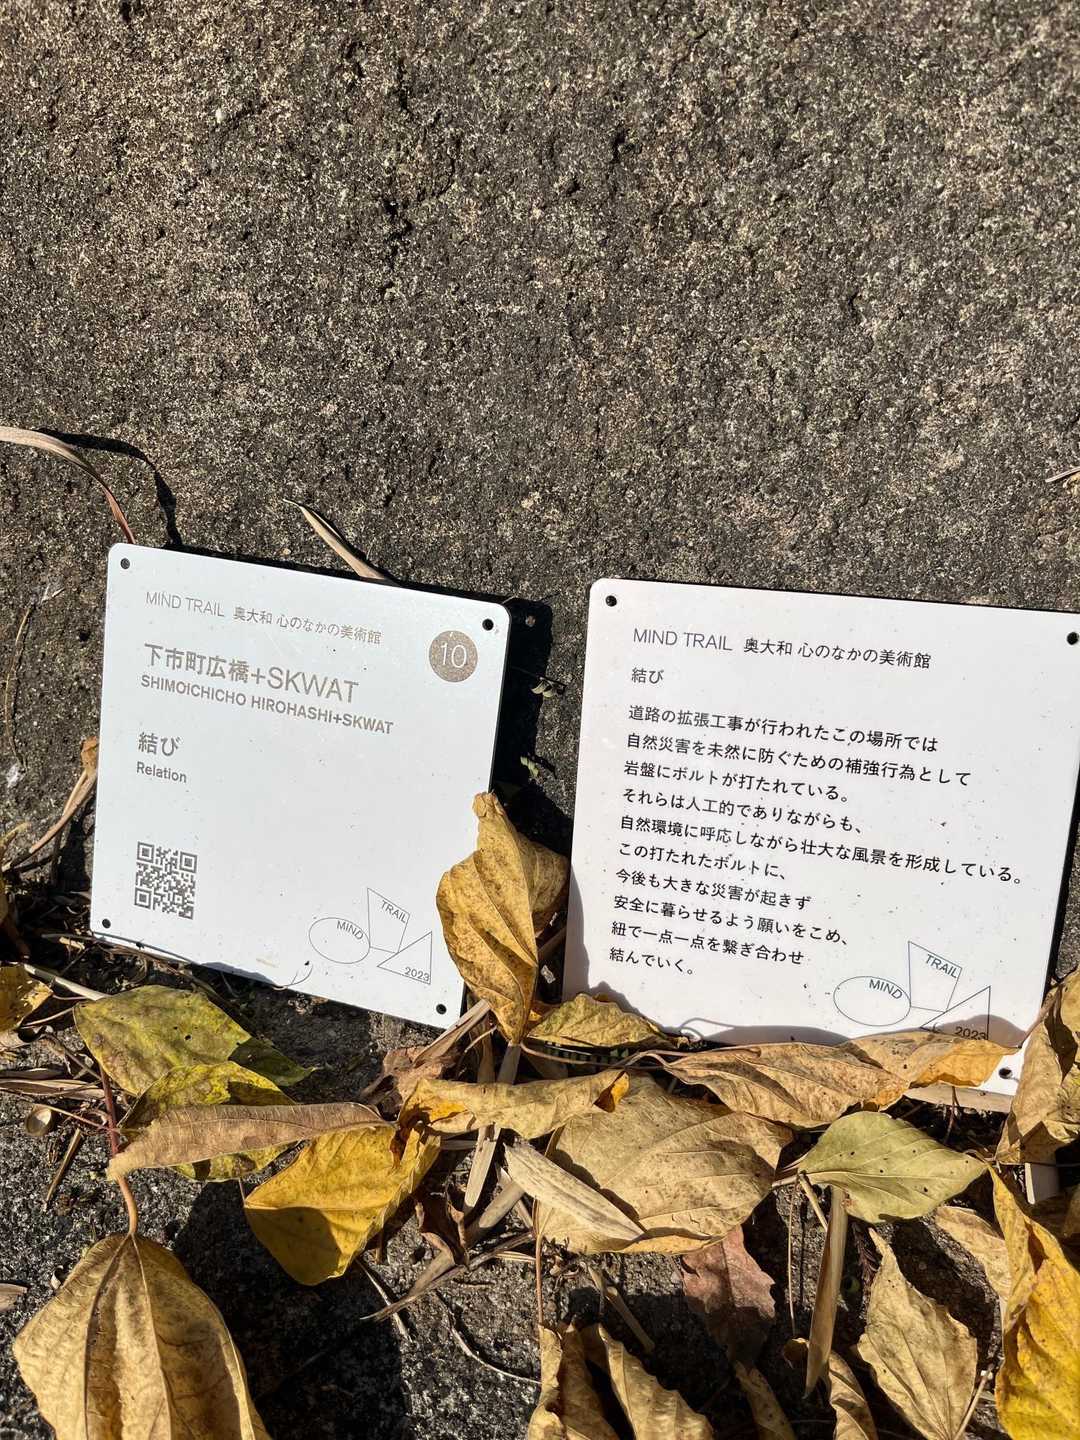 MIND TRAIL 奥大和 心のなかの美術館
10
下市町広橋+SKWAT
SHIMOICHICHO HIROHASHI+SKWAT
結び
Relation
MIND
TRAIL
2023
MIND TRAIL 奥大和 心のなかの美術館
結び
道路の拡張工事が行われたこの場所では
自然災害を未然に防ぐための補強行為として
岩盤にボルトが打たれている。
それらは人工的でありながらも、
自然環境に呼応しながら壮大な風景を形成している。
この打たれたボルトに、
今後も大きな災害が起きず
安全に暮らせるよう願いをこめ、
紐で一点一点を繋ぎ合わせ
結んでいく。
MIND
TRAIL
2023